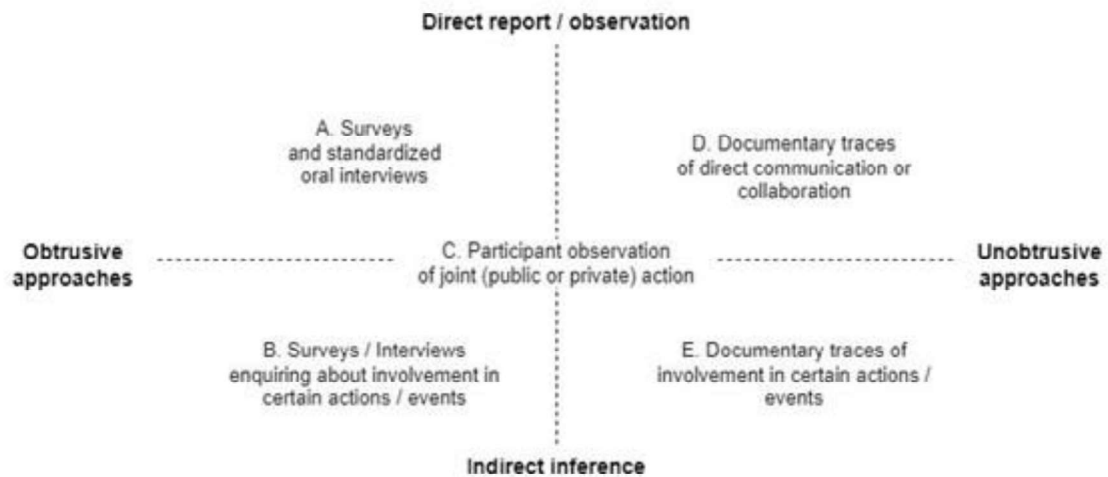 Direct report / observation
A. Surveys
and standardized
oral interviews
D. Documentary traces
of direct communication or
collaboration
Obtrusive
approaches
C. Participant observation
of joint (public or private) action
Unobtrusive
approaches
B. Surveys / Interviews
enquiring about involvement in
certain actions / events
E. Documentary traces of
involvement in certain actions /
events
Indirect inference